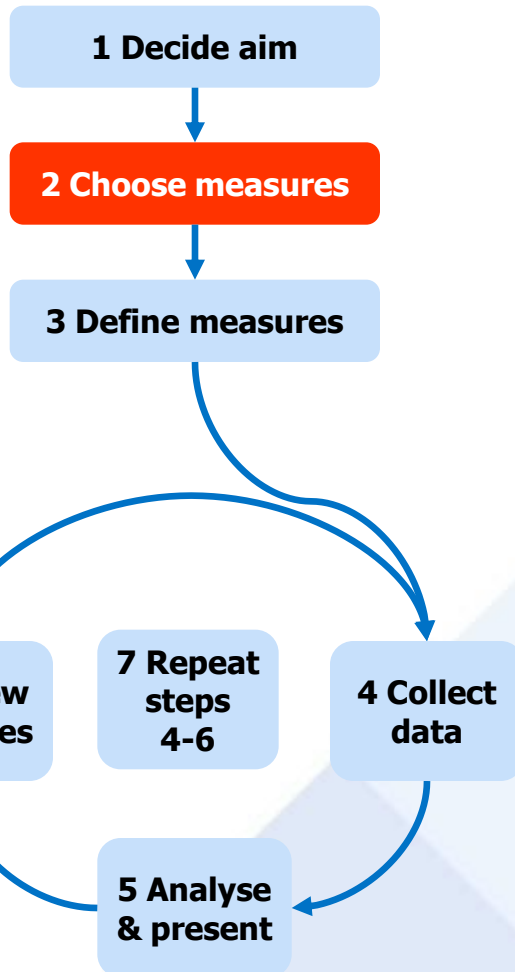 1 Decide aim
2 Choose measures
3 Define measures
7 Repeat
steps
4-6
4 Collect
data
5 Analyse
& present